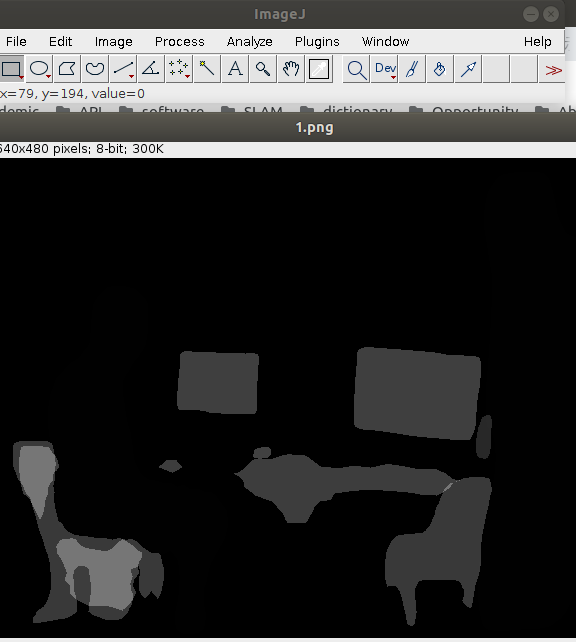 ImageJ
File Edit Image Process Analyze Plugins Window Help
A Dev >>
x=79, y=194, value=0
demic API software SLAM dictionary Opportunity Ab
1.png
640x480 pixels; 8-bit; 300K